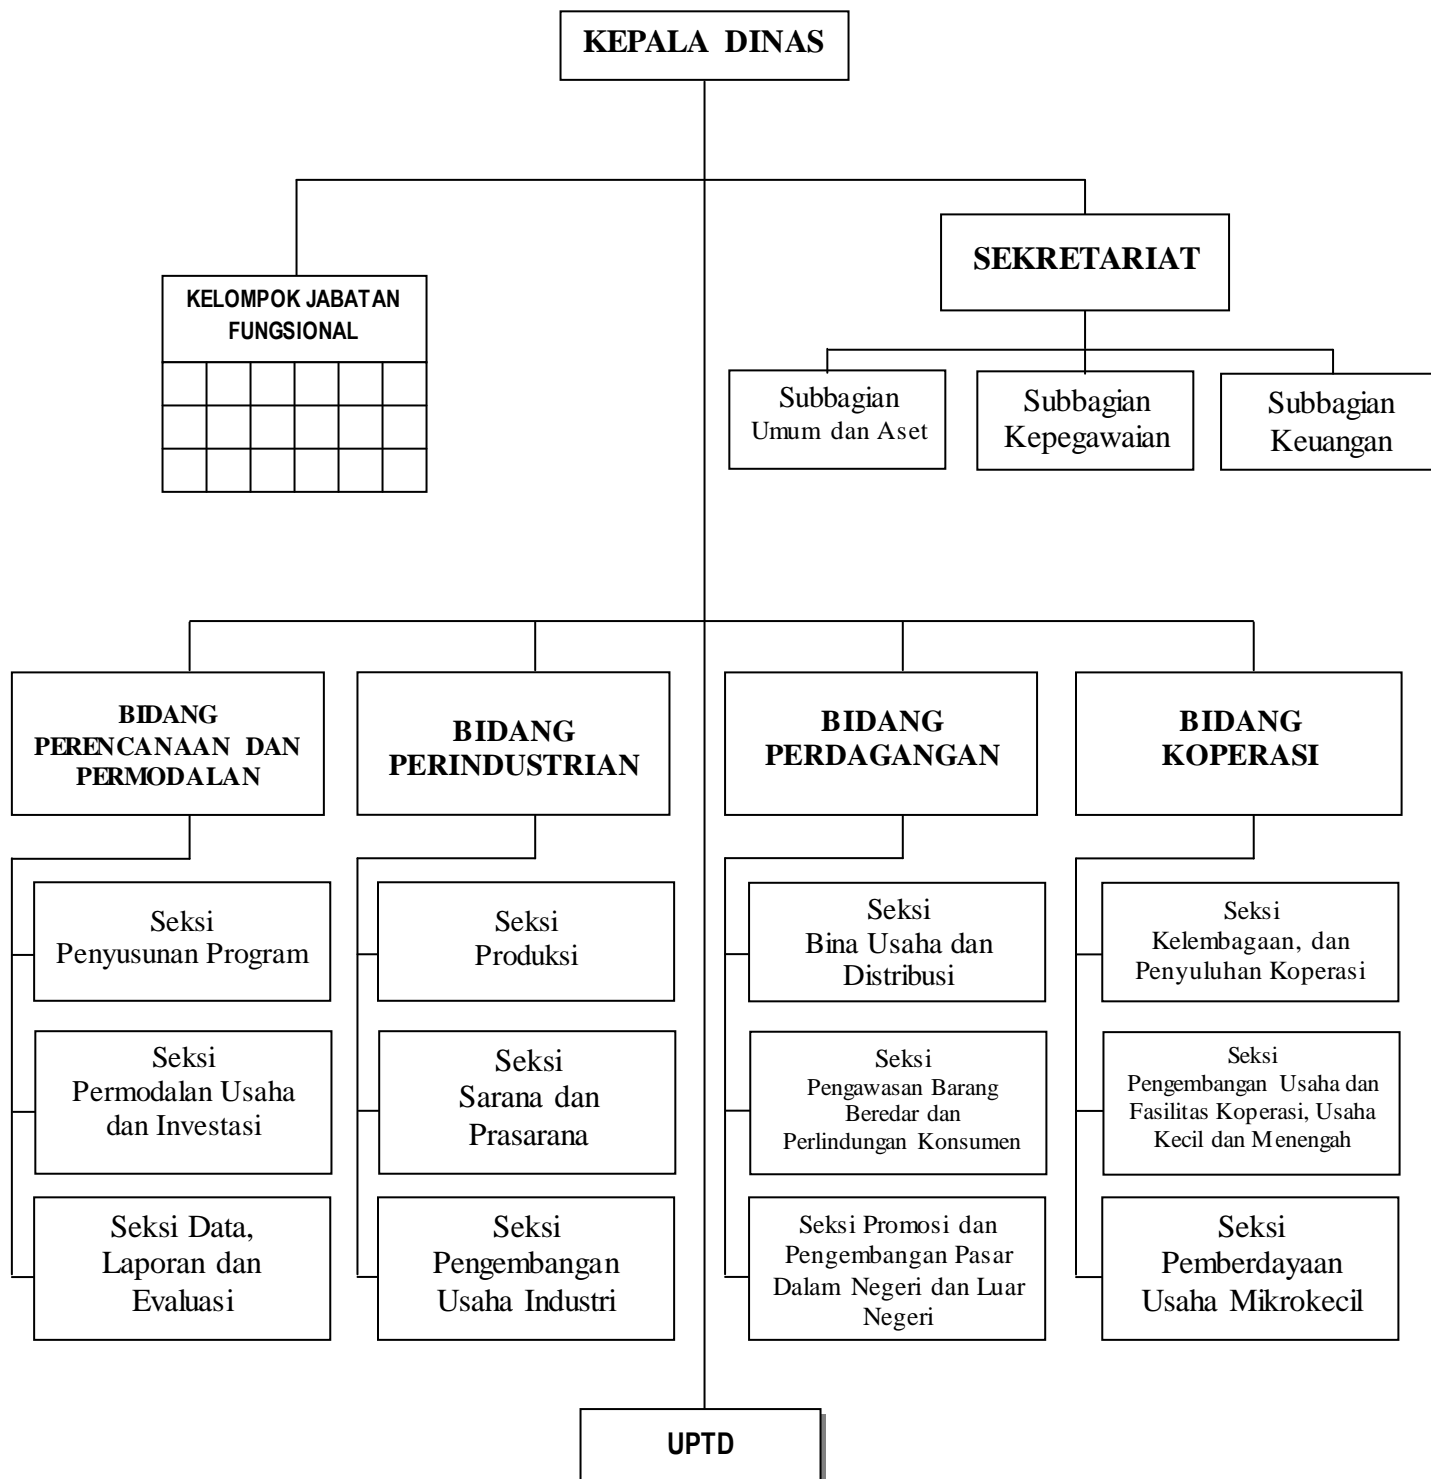 KEPALA DINAS
SEKRETARIAT
KELOMPOK JABATAN
FUNGSIONAL
Subbagian
Umum dan Aset
Subbagian
Kepegawaian
Subbagian
Keuangan
BIDANG
PERENCANAAN DAN
PERMODALAN
BIDANG
PERINDUSTRIAN
BIDANG
PERDAGANGAN
BIDANG
KOPERASI
Seksi
Penyusunan Program
Seksi
Produksi
Seksi
Bina Usaha dan
Distribusi
Seksi
Kelembagaan, dan
Penyuluhan Koperasi
Seksi
Permodalan Usaha
dan Investasi
Seksi
Sarana dan
Prasarana
Seksi
Pengawasan Barang
Beredar dan
Perlindungan Konsumen
Seksi
Pengembangan Usaha dan
Fasilitas Koperasi, Usaha
Kecil dan Menengah
Seksi Data,
Laporan dan
Evaluasi
Seksi
Pengembangan
Usaha Industri
Seksi Promosi dan
Pengembangan Pasar
Dalam Negeri dan Luar
Negeri
Seksi
Pemberdayaan
Usaha Mikrokecil
UPTD